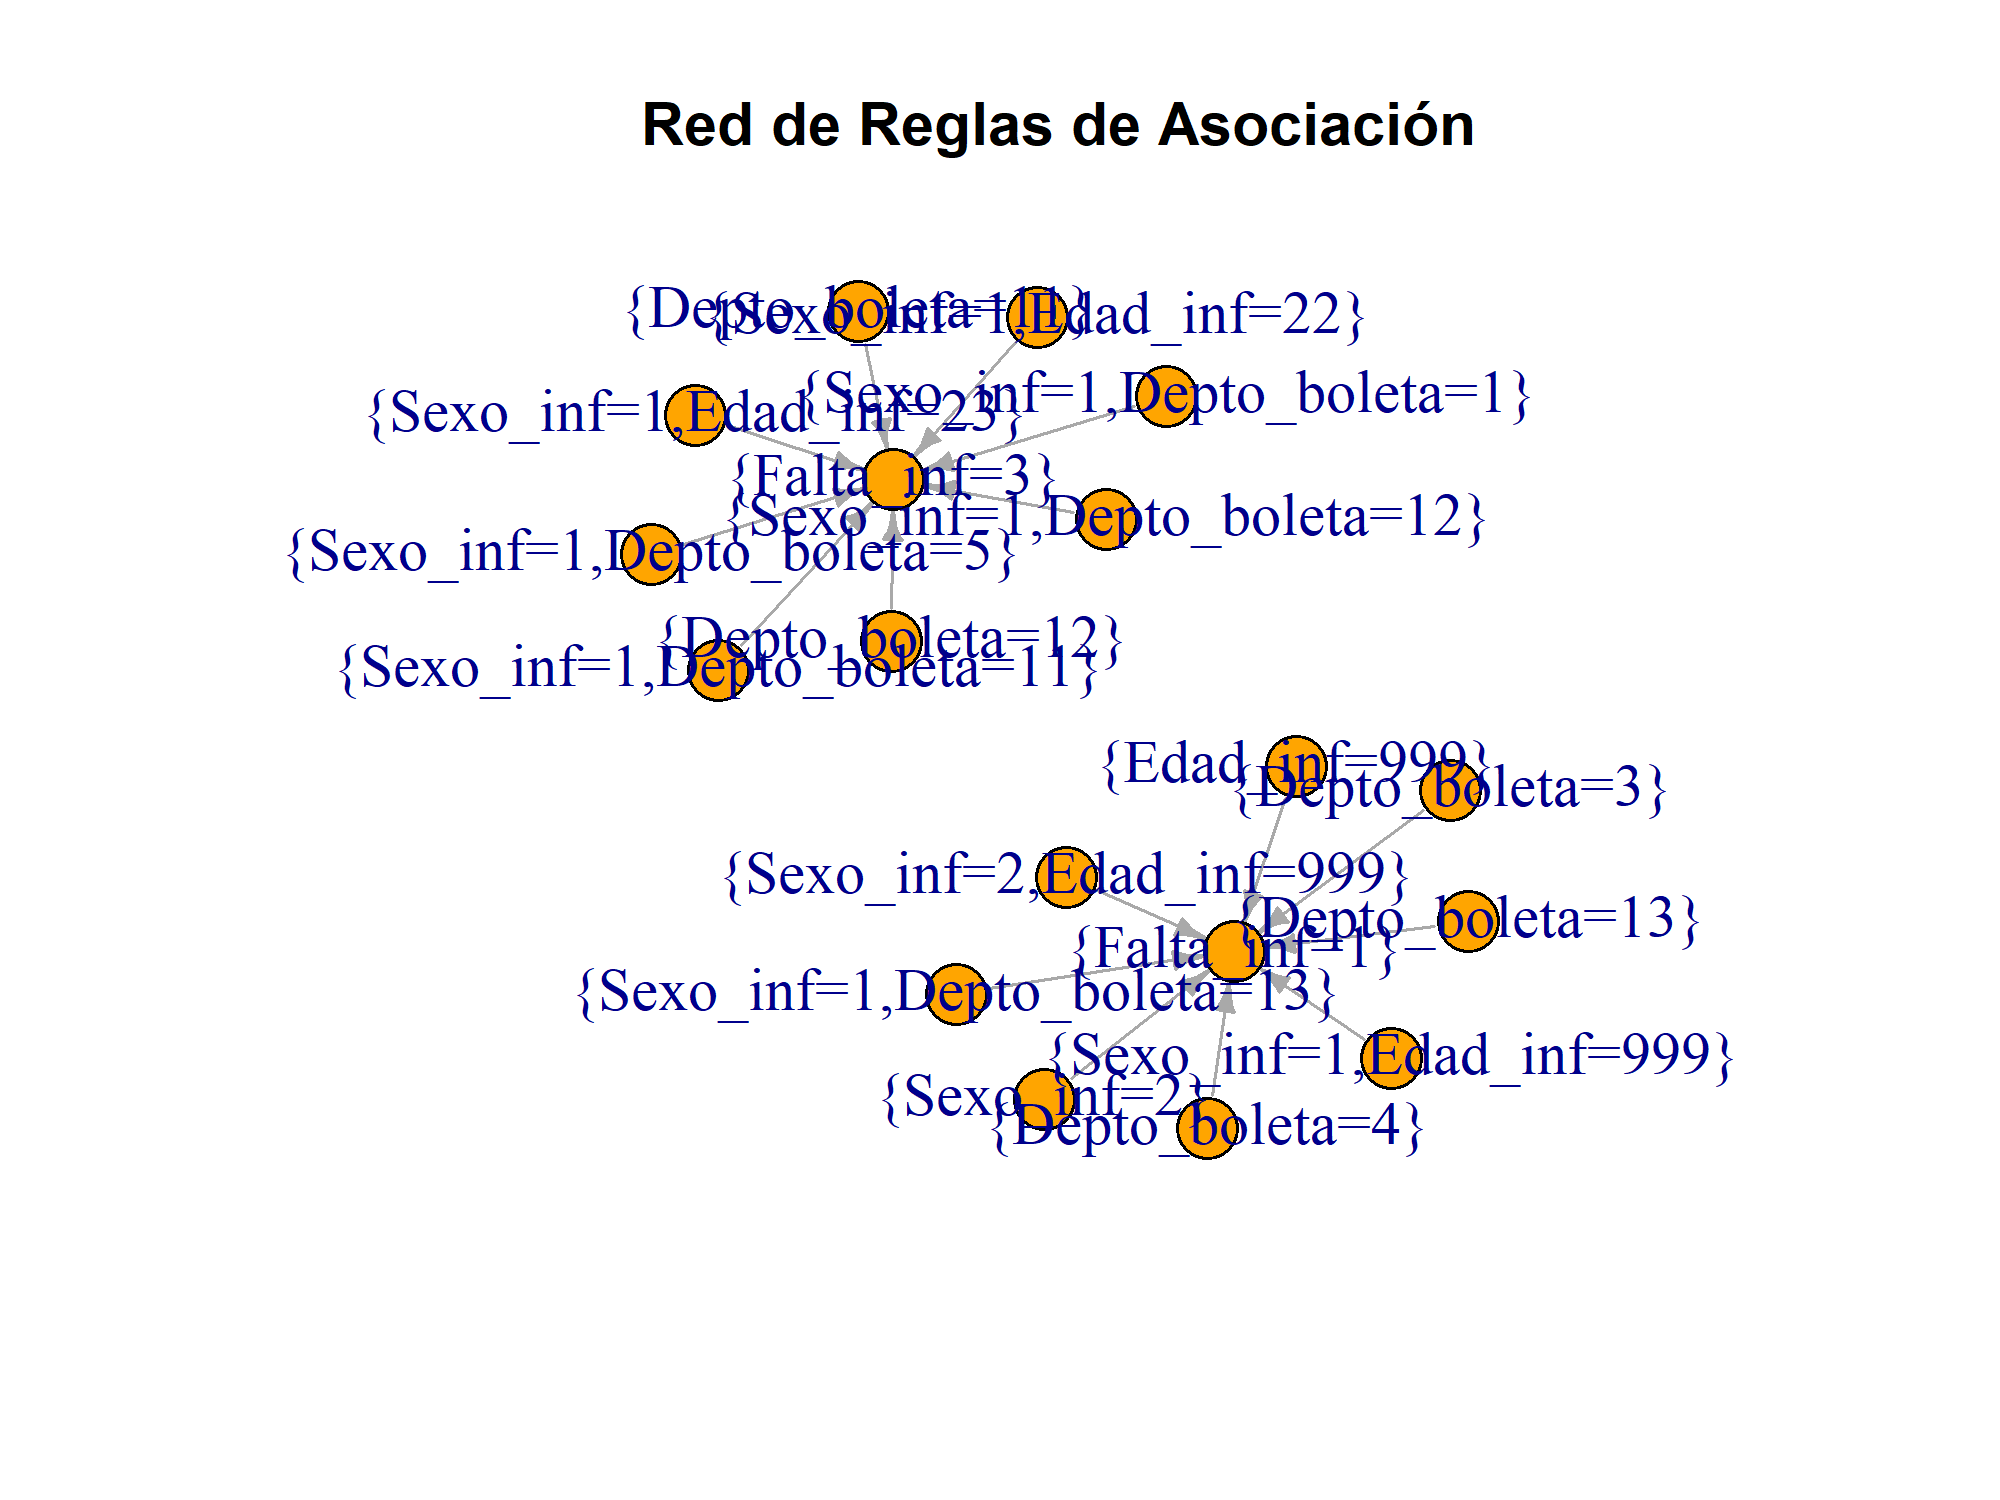 Red de Reglas de Asociación
{Depto_boleta=11}
{Sexo_inf=1,Edad_inf=22}
{Sexo_inf=1,Depto_boleta=1}
{Sexo_inf=1,Edad_inf=23}
{Falta_inf=3}
{Sexo_inf=1,Depto_boleta=12}
{Sexo_inf=1,Depto_boleta=5}
{Depto_boleta=12}
{Sexo_inf=1,Depto_boleta=11}
{Edad_inf=999}
{Depto_boleta=3}
{Sexo_inf=2,Edad_inf=999}
{Depto_boleta=13}
{Falta_inf=1}
{Sexo_inf=1,Depto_boleta=13}
{Sexo_inf=1,Edad_inf=999}
{Sexo_inf=2}
{Depto_boleta=4}